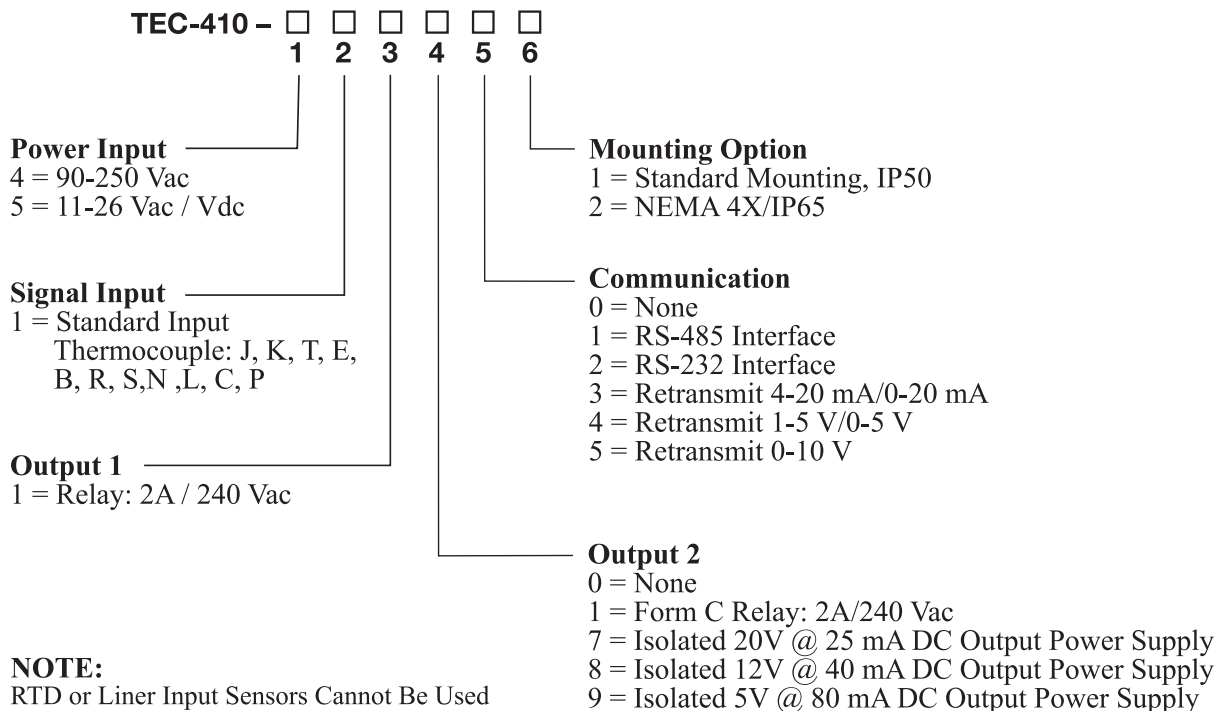 TEC-410 – □ □ □ □ □ □
1 2 3 4 5 6
Power Input
4 = 90-250 Vac
5 = 11-26 Vac / Vdc
Signal Input
1 = Standard Input
Thermocouple: J, K, T, E,
B, R, S,N ,L, C, P
Output 1
1 = Relay: 2A / 240 Vac
NOTE:
RTD or Liner Input Sensors Cannot Be Used
Mounting Option
1 = Standard Mounting, IP50
2 = NEMA 4X/IP65
Communication
0 = None
1 = RS-485 Interface
2 = RS-232 Interface
3 = Retransmit 4-20 mA/0-20 mA
4 = Retransmit 1-5 V/0-5 V
5 = Retransmit 0-10 V
Output 2
0 = None
1 = Form C Relay: 2A/240 Vac
7 = Isolated 20V @ 25 mA DC Output Power Supply
8 = Isolated 12V @ 40 mA DC Output Power Supply
9 = Isolated 5V @ 80 mA DC Output Power Supply